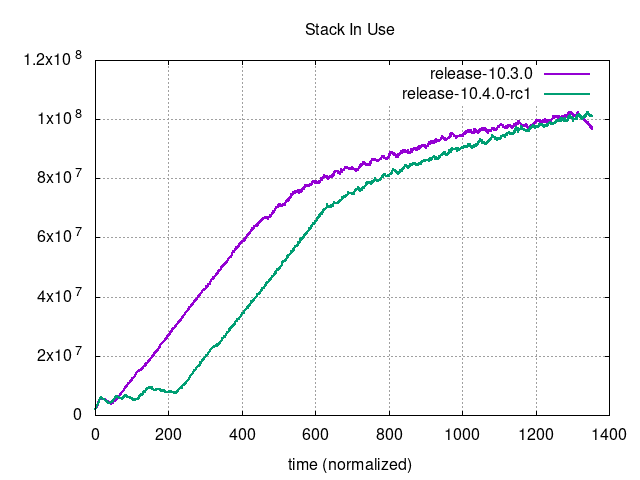 Stack In Use
1.2x10^8
1x10^8
8x10^7
6x10^7
4x10^7
2x10^7
0
release-10.3.0
release-10.4.0-rc1
0 200 400 600 800 1000 1200 1400
time (normalized)